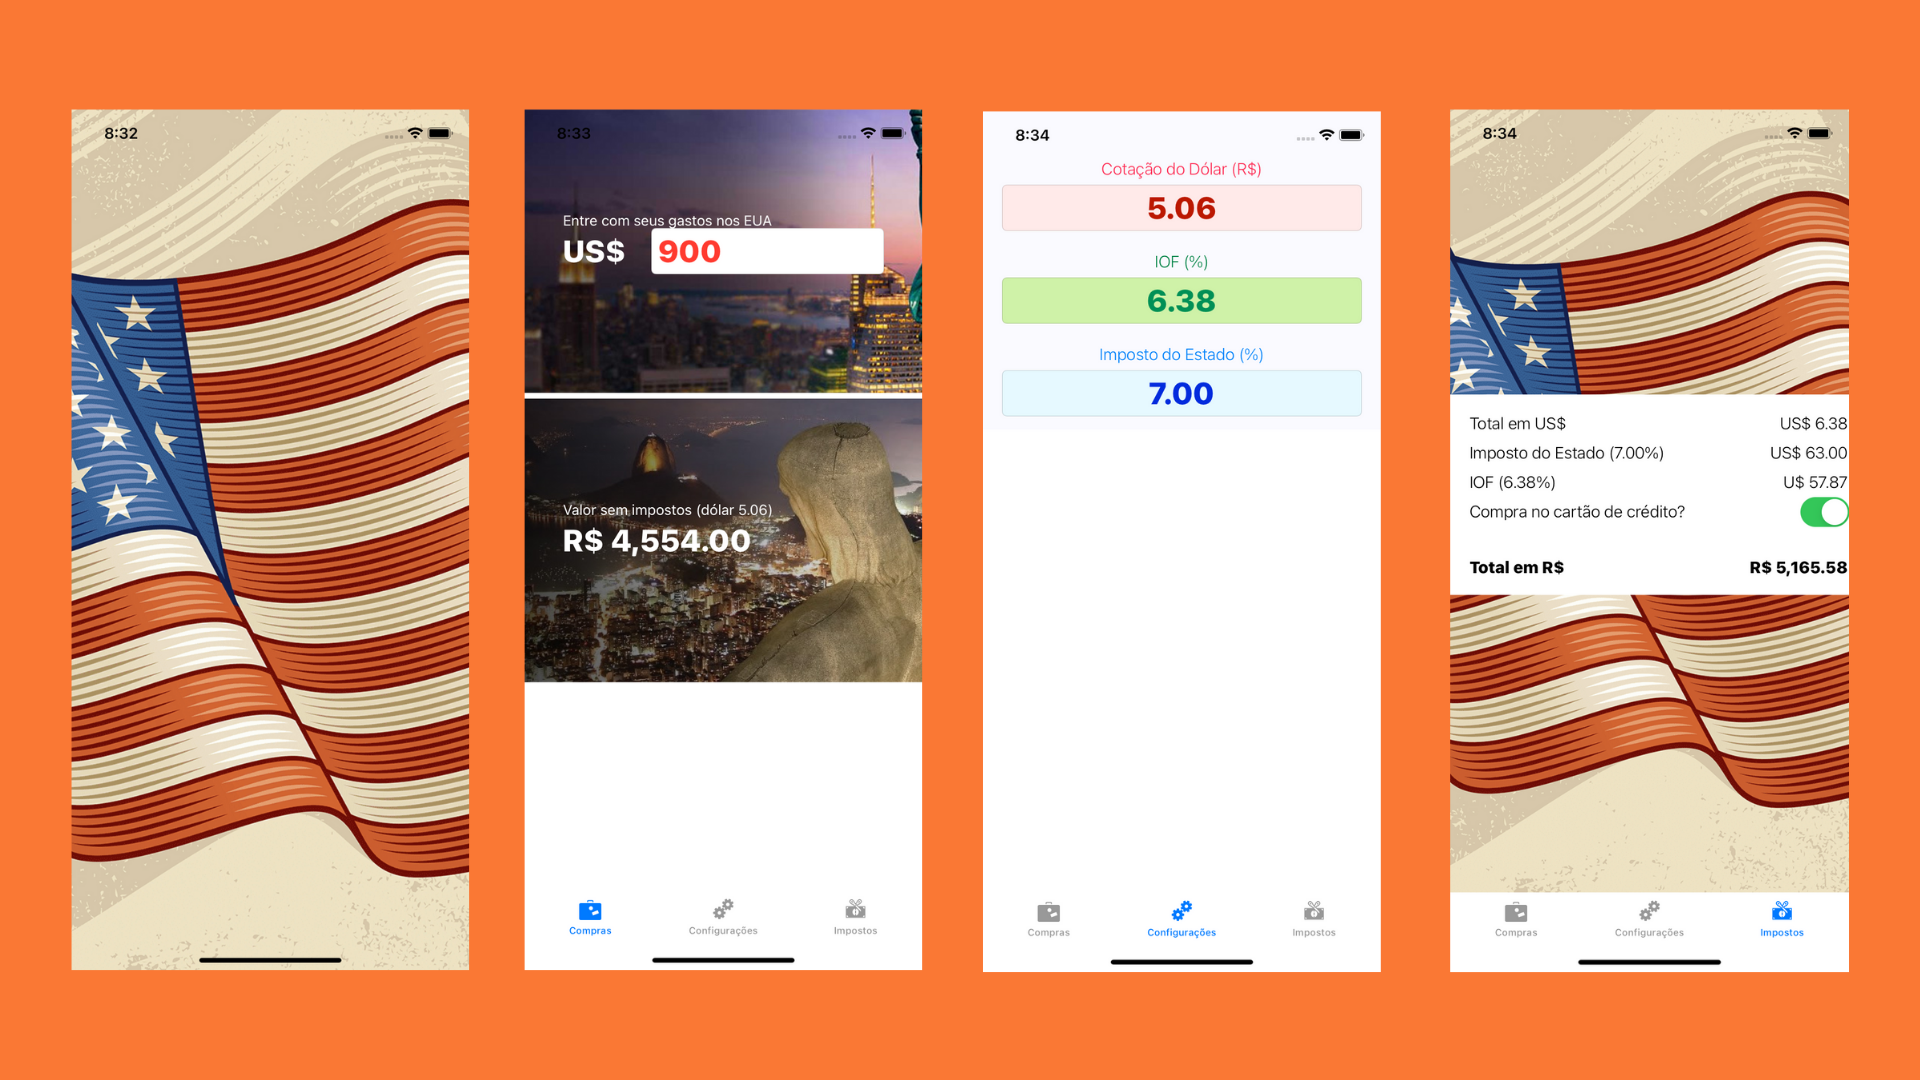 8:32
8:33
Entre com seus gastos nos EUA
US$ 900
Valor sem impostos (dólar 5.06)
R$ 4,554.00
Compras Configurações Impostos
8:34
Cotação do Dólar (R$)
5.06
IOF (%)
6.38
Imposto do Estado (%)
7.00
Compras Configurações Impostos
8:34
Total em US$ US$ 6.38
Imposto do Estado (7.00%) US$ 63.00
IOF (6.38%) U$ 57.87
Compra no cartão de crédito?
Total em R$ R$ 5,165.58
Compras Configurações Impostos